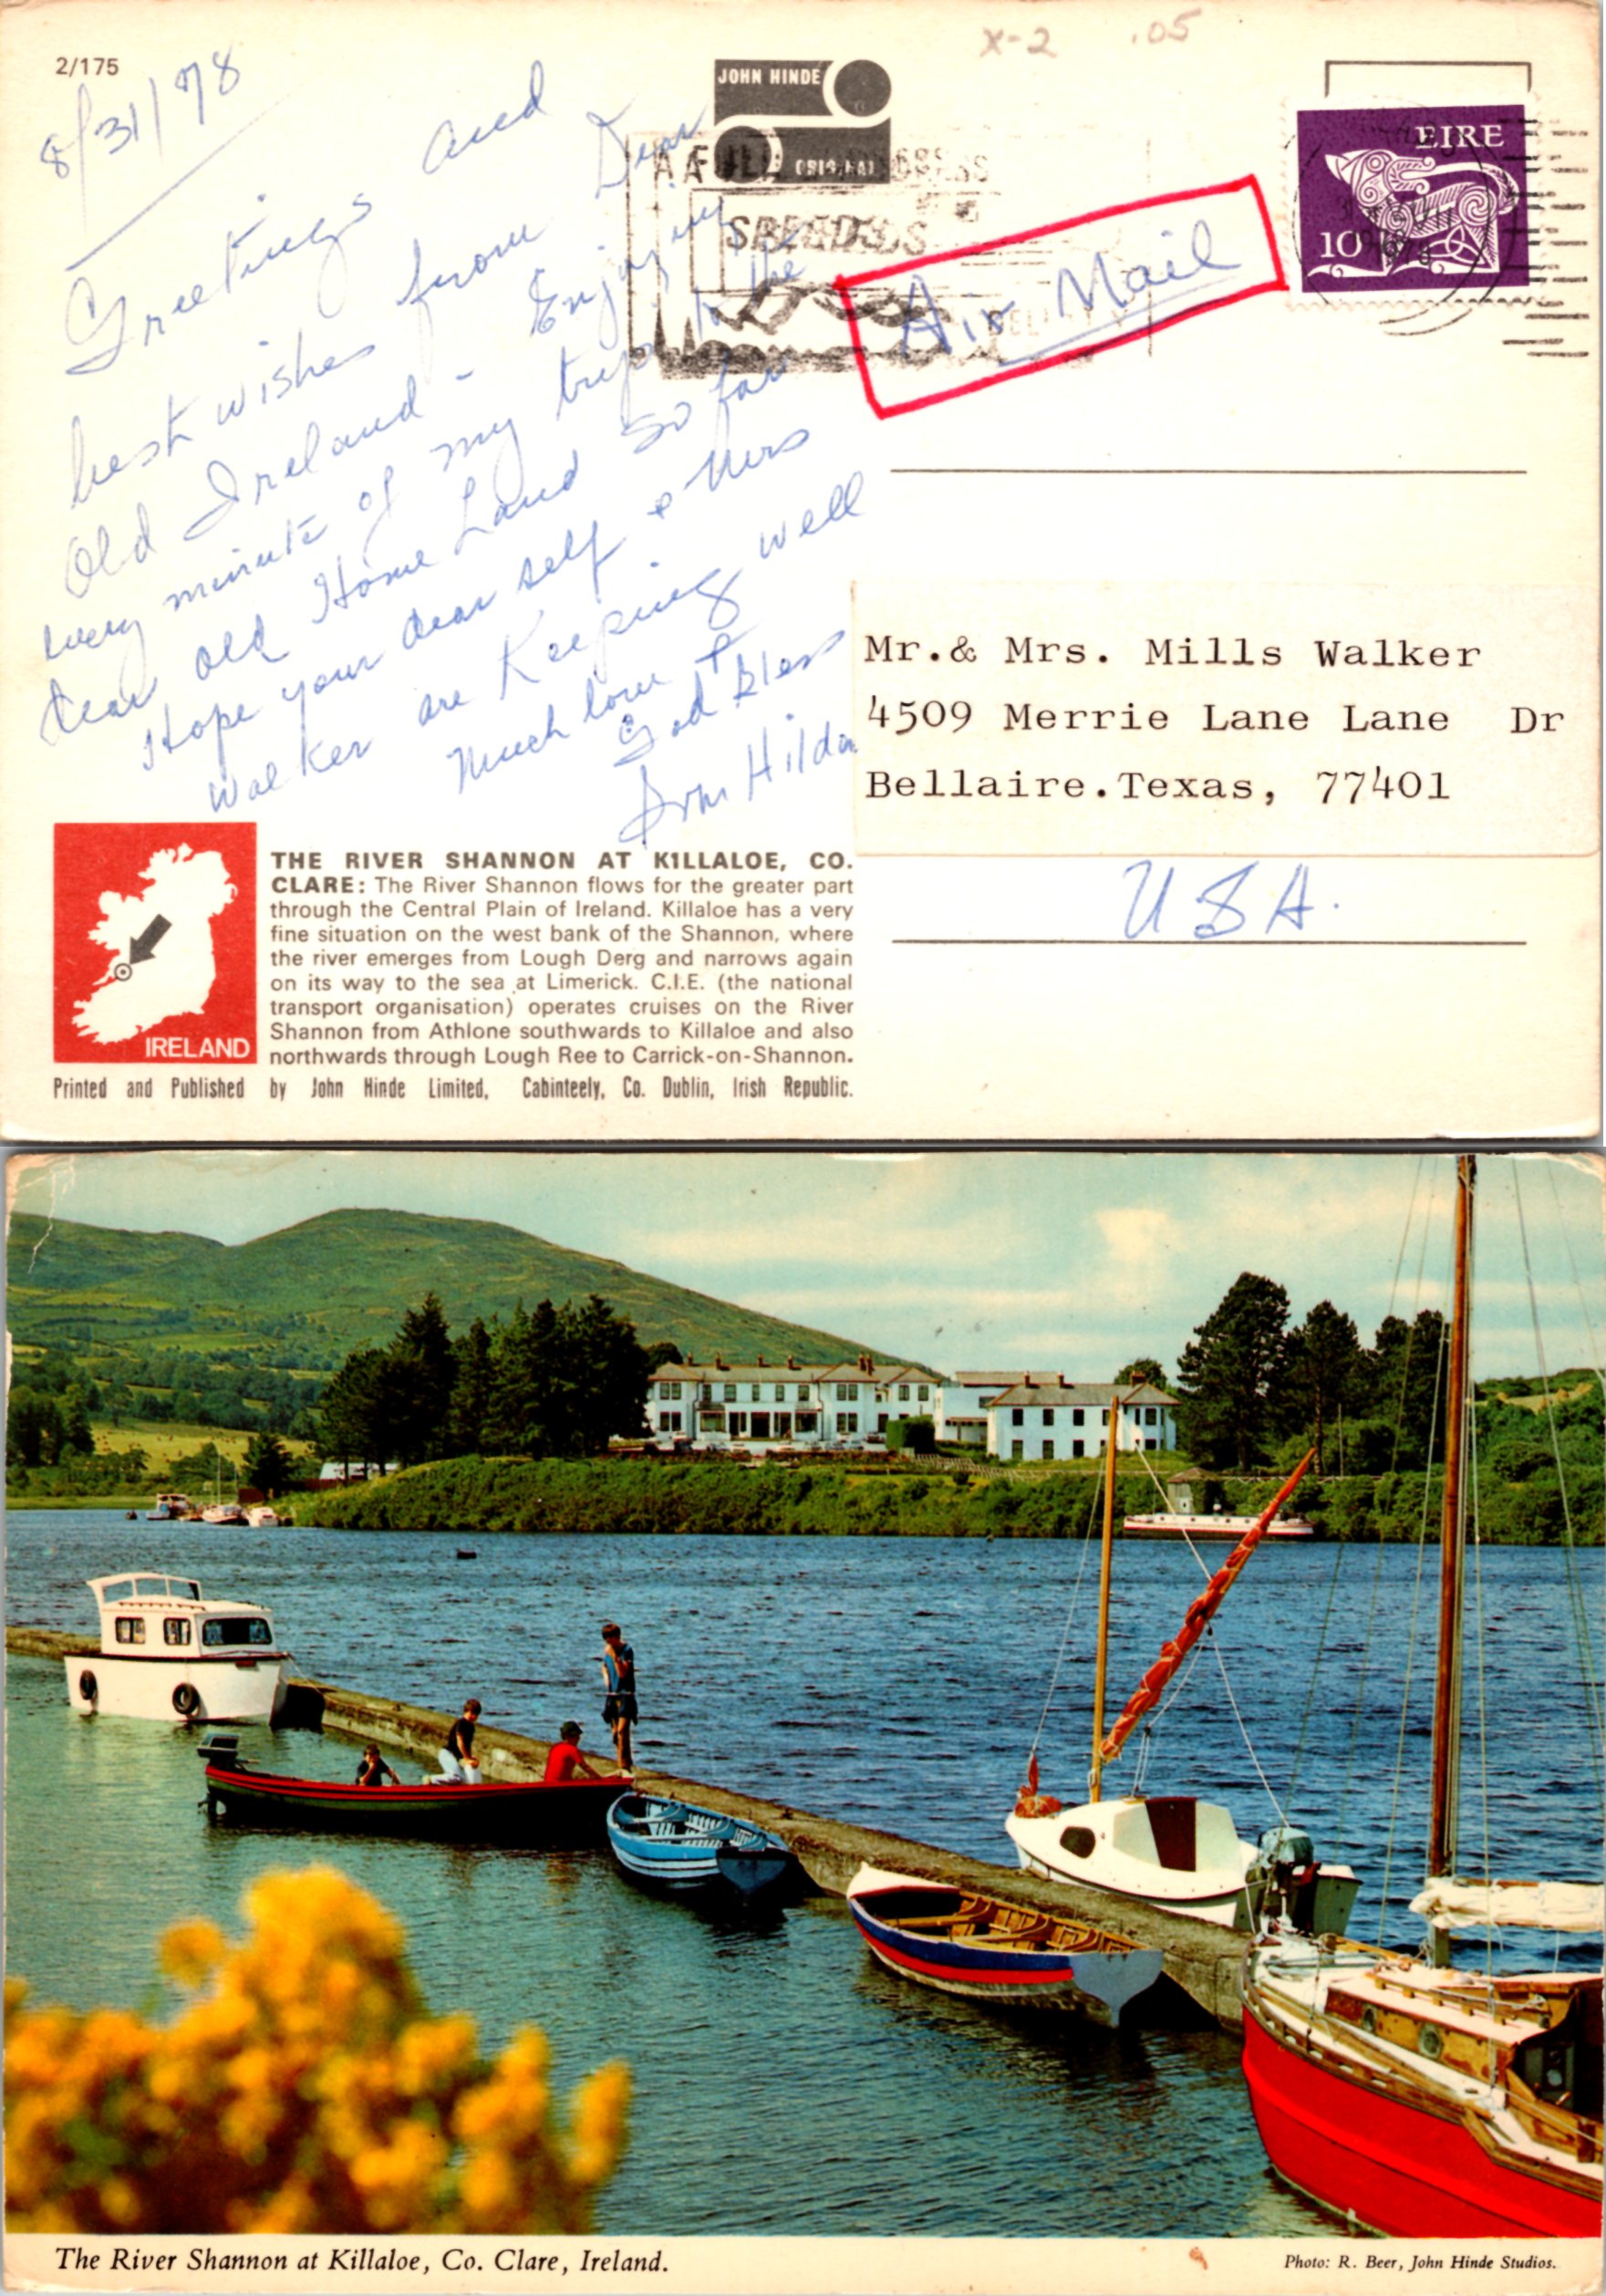 2/175
X-2 .05
8/31/78
JOHN HINDE
ORIGINAL
A FULL ADDRESS
SPEEDS
EIRE
10
Air Mail
Greetings and
best wishes from Dear
Old Ireland - Enjoying
every minute of my trip to the
dear old Home Land so far
Hope your dear self & Mrs
Walker are Keeping well
Much love &
God Bless
from Hilda
Mr.& Mrs. Mills Walker
4509 Merrie Lane Lane Dr
Bellaire.Texas, 77401
USA.
IRELAND
THE RIVER SHANNON AT KILLALOE, CO.
CLARE: The River Shannon flows for the greater part
through the Central Plain of Ireland. Killaloe has a very
fine situation on the west bank of the Shannon, where
the river emerges from Lough Derg and narrows again
on its way to the sea at Limerick. C.I.E. (the national
transport organisation) operates cruises on the River
Shannon from Athlone southwards to Killaloe and also
northwards through Lough Ree to Carrick-on-Shannon.
Printed and Published by John Hinde Limited, Cabinteely, Co. Dublin, Irish Republic.
The River Shannon at Killaloe, Co. Clare, Ireland.
Photo: R. Beer, John Hinde Studios.